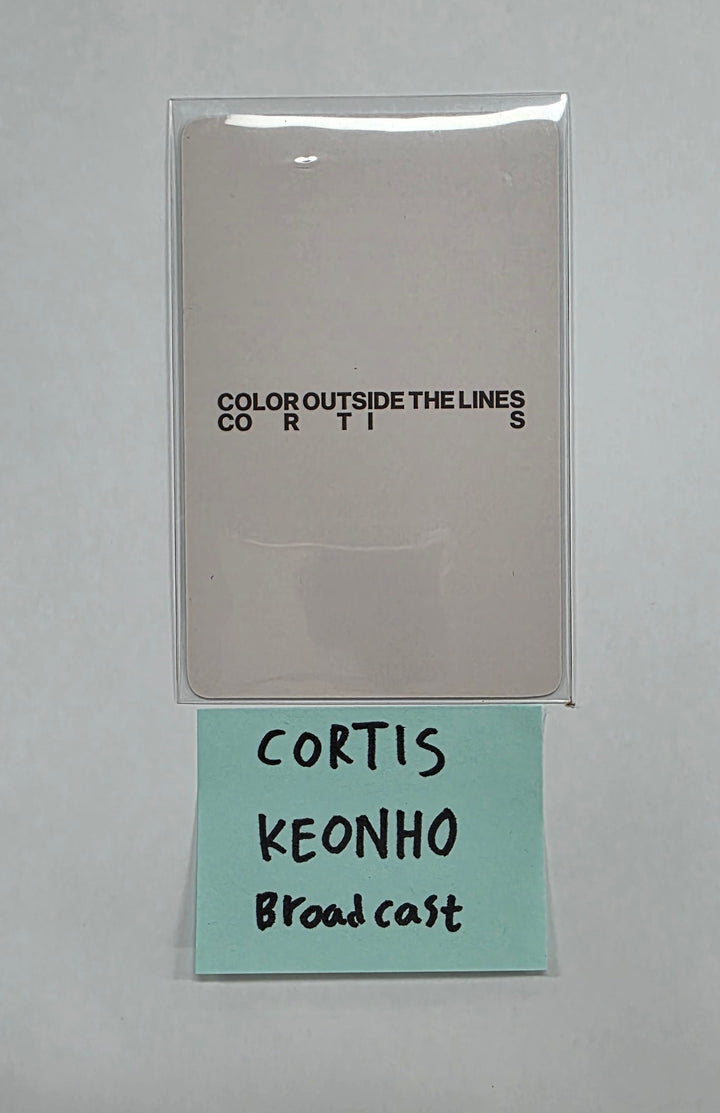 COLOR OUTSIDE THE LINES
CO R T I S
CORTIS
KEONHO
Broadcast